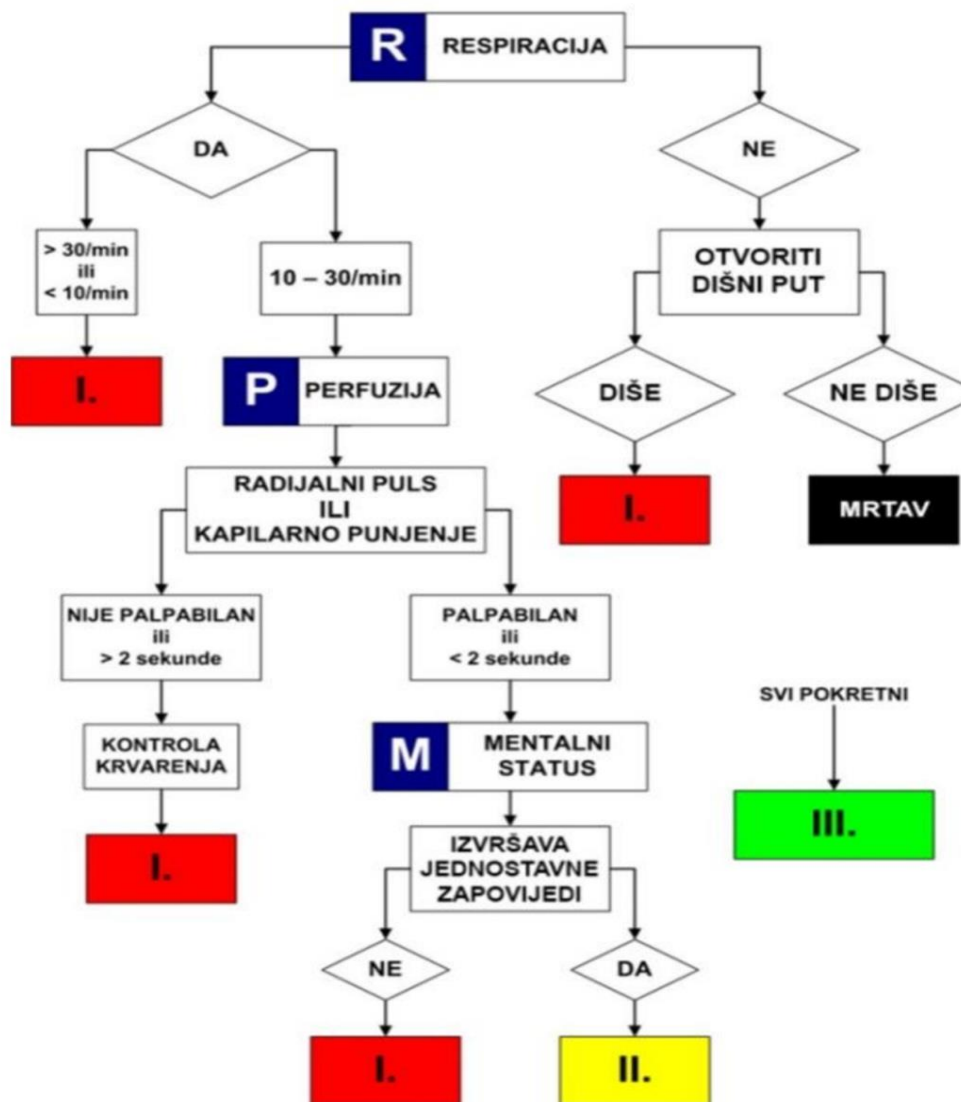 R RESPIRACIJA
DA
NE
> 30/min
ili
< 10/min
10 – 30/min
OTVORITI
DIŠNI PUT
I.
P PERFUZIJA
DIŠE
NE DIŠE
RADIJALNI PULS
ILI
KAPILARNO PUNJENJE
I.
MRTAV
NIJE PALPABILAN
ili
> 2 sekunde
PALPABILAN
ili
< 2 sekunde
SVI POKRETNI
KONTROLA
KRVARENJA
M MENTALNI
STATUS
III.
I.
IZVRŠAVA
JEDNOSTAVNE
ZAPOVIJEDI
NE
DA
I.
II.